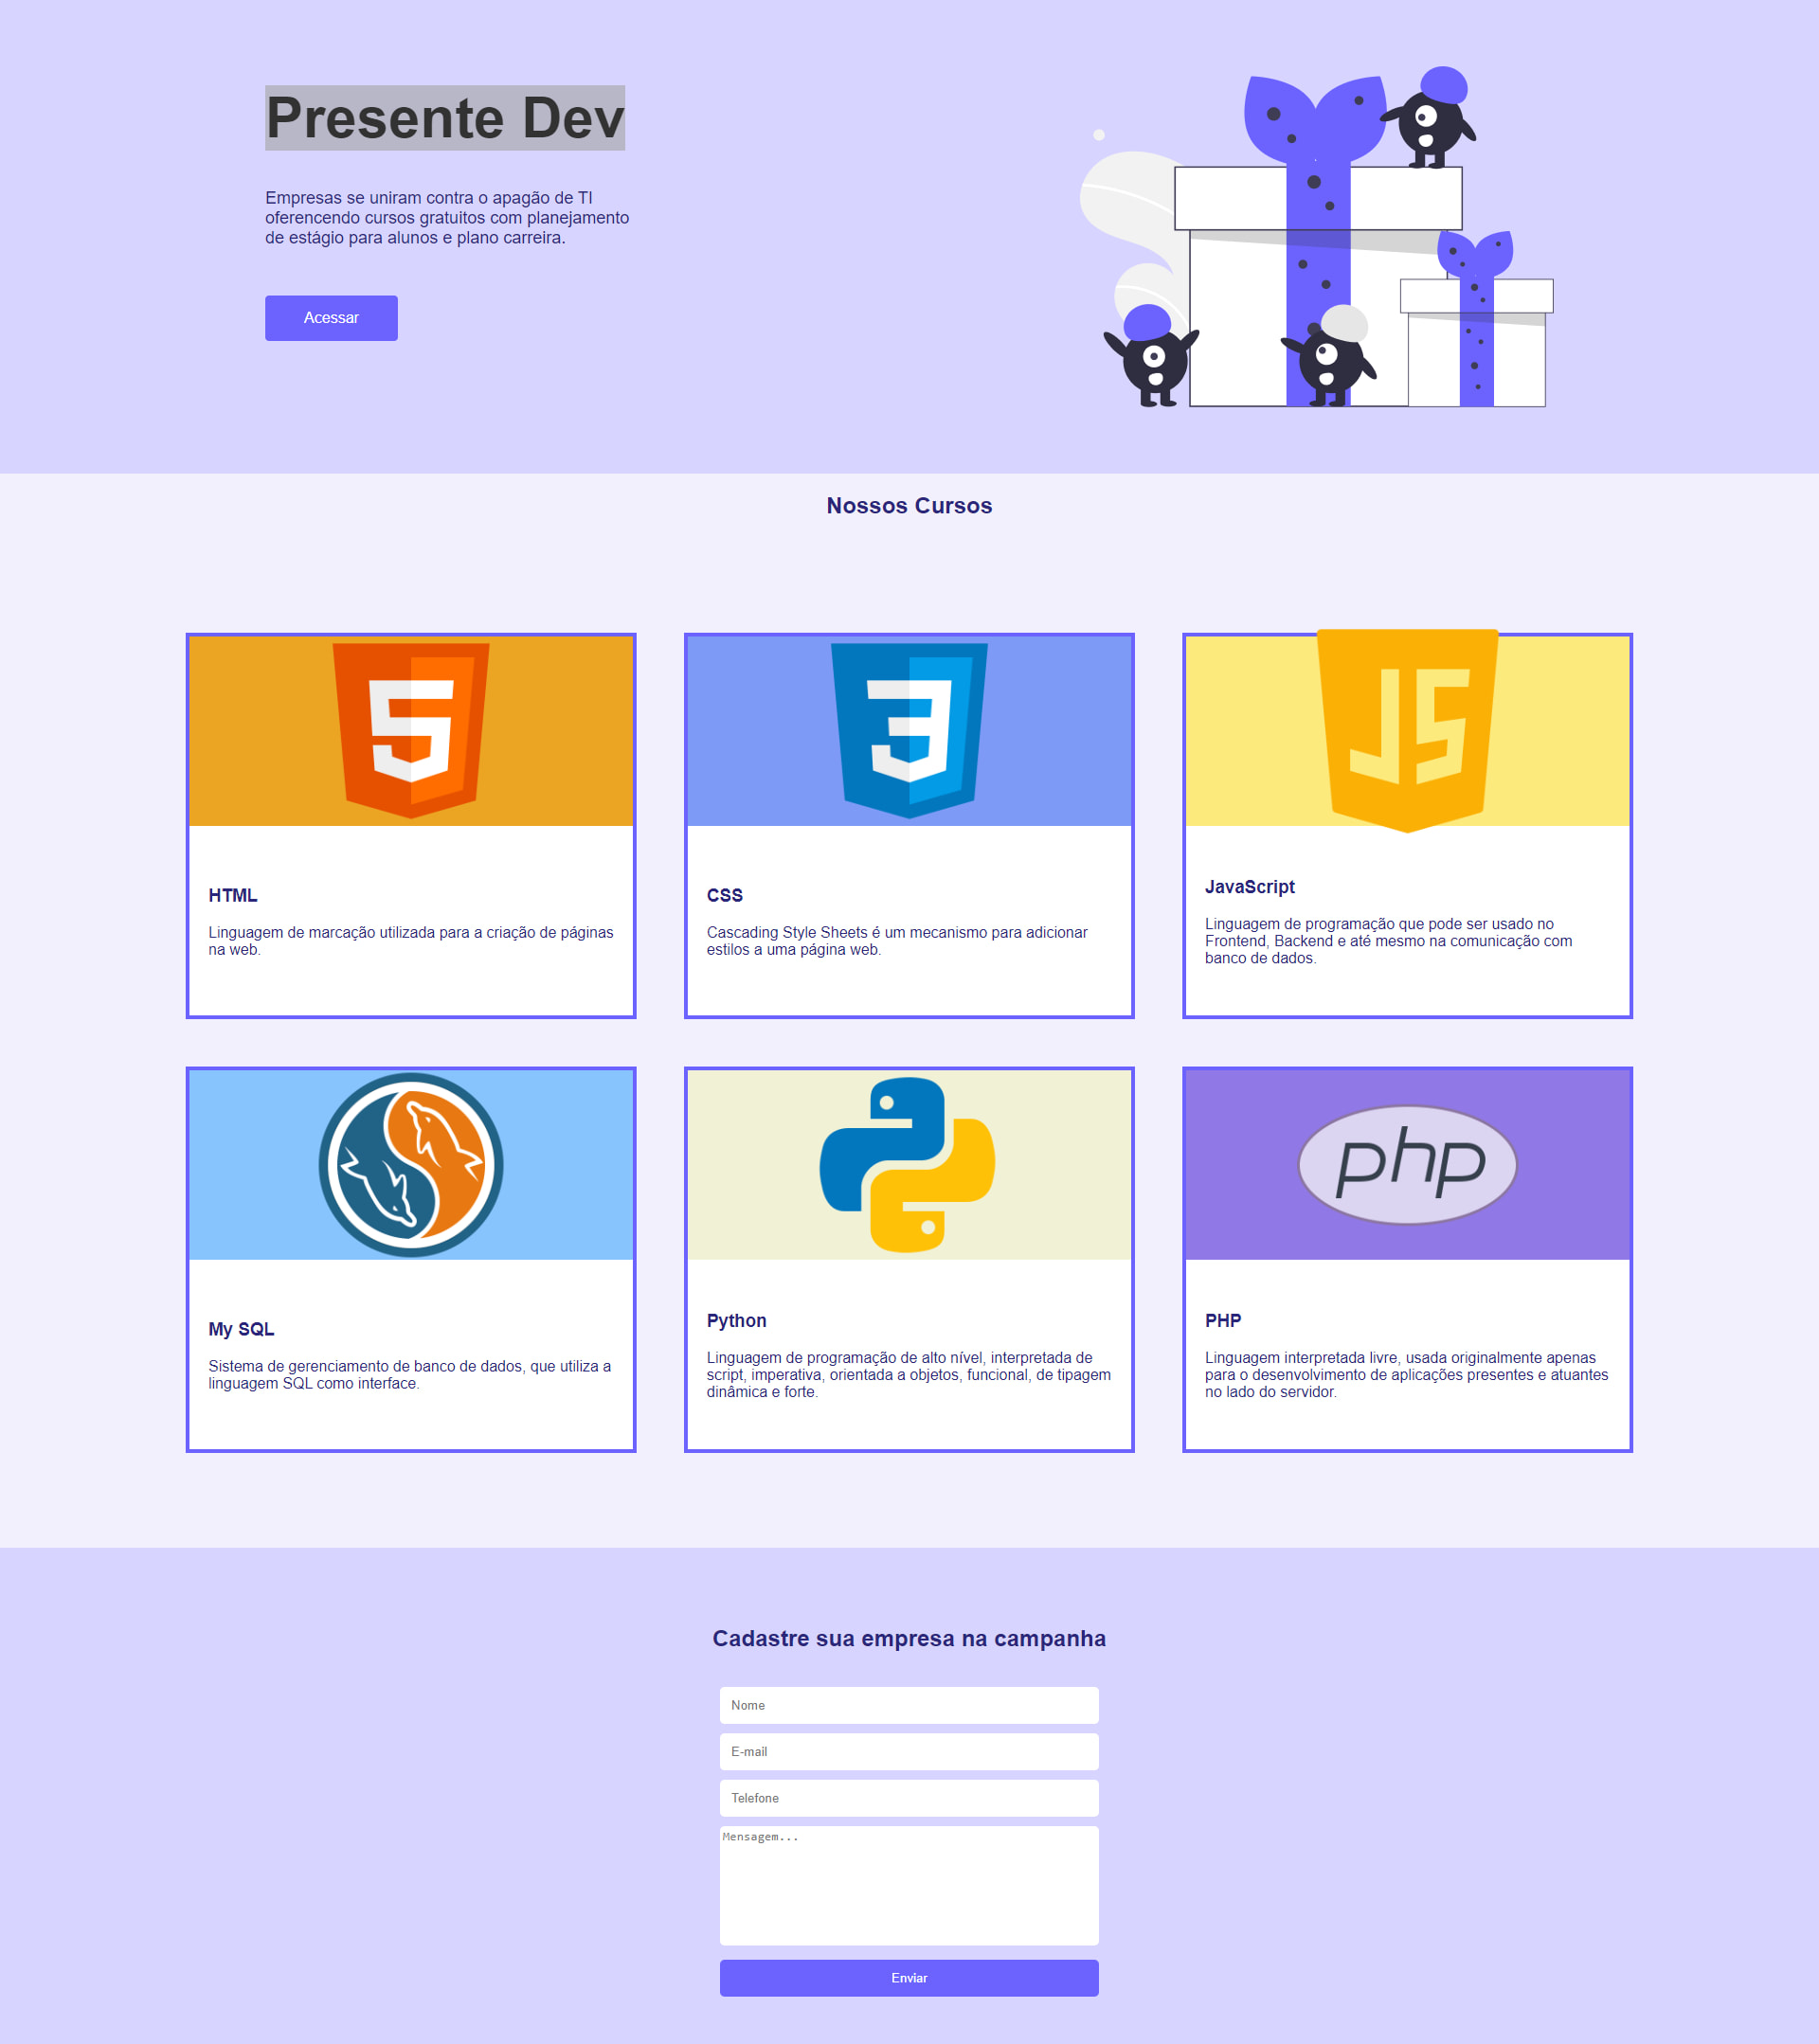 Presente Dev
Empresas se uniram contra o apagão de TI
oferencendo cursos gratuitos com planejamento
de estágio para alunos e plano carreira.
Acessar
Nossos Cursos
5
3
JS
HTML
Linguagem de marcação utilizada para a criação de páginas
na web.
CSS
Cascading Style Sheets é um mecanismo para adicionar
estilos a uma página web.
JavaScript
Linguagem de programação que pode ser usado no
Frontend, Backend e até mesmo na comunicação com
banco de dados.
php
My SQL
Sistema de gerenciamento de banco de dados, que utiliza a
linguagem SQL como interface.
Python
Linguagem de programação de alto nível, interpretada de
script, imperativa, orientada a objetos, funcional, de tipagem
dinâmica e forte.
PHP
Linguagem interpretada livre, usada originalmente apenas
para o desenvolvimento de aplicações presentes e atuantes
no lado do servidor.
Cadastre sua empresa na campanha
Nome
E-mail
Telefone
Mensagem...
Enviar